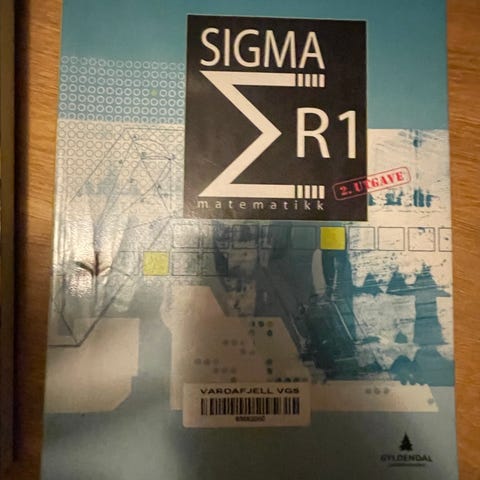 SIGMA
Σ R1
2. UTGAVE
matematikk
VARDAFJELL VGS
GYLDENDAL